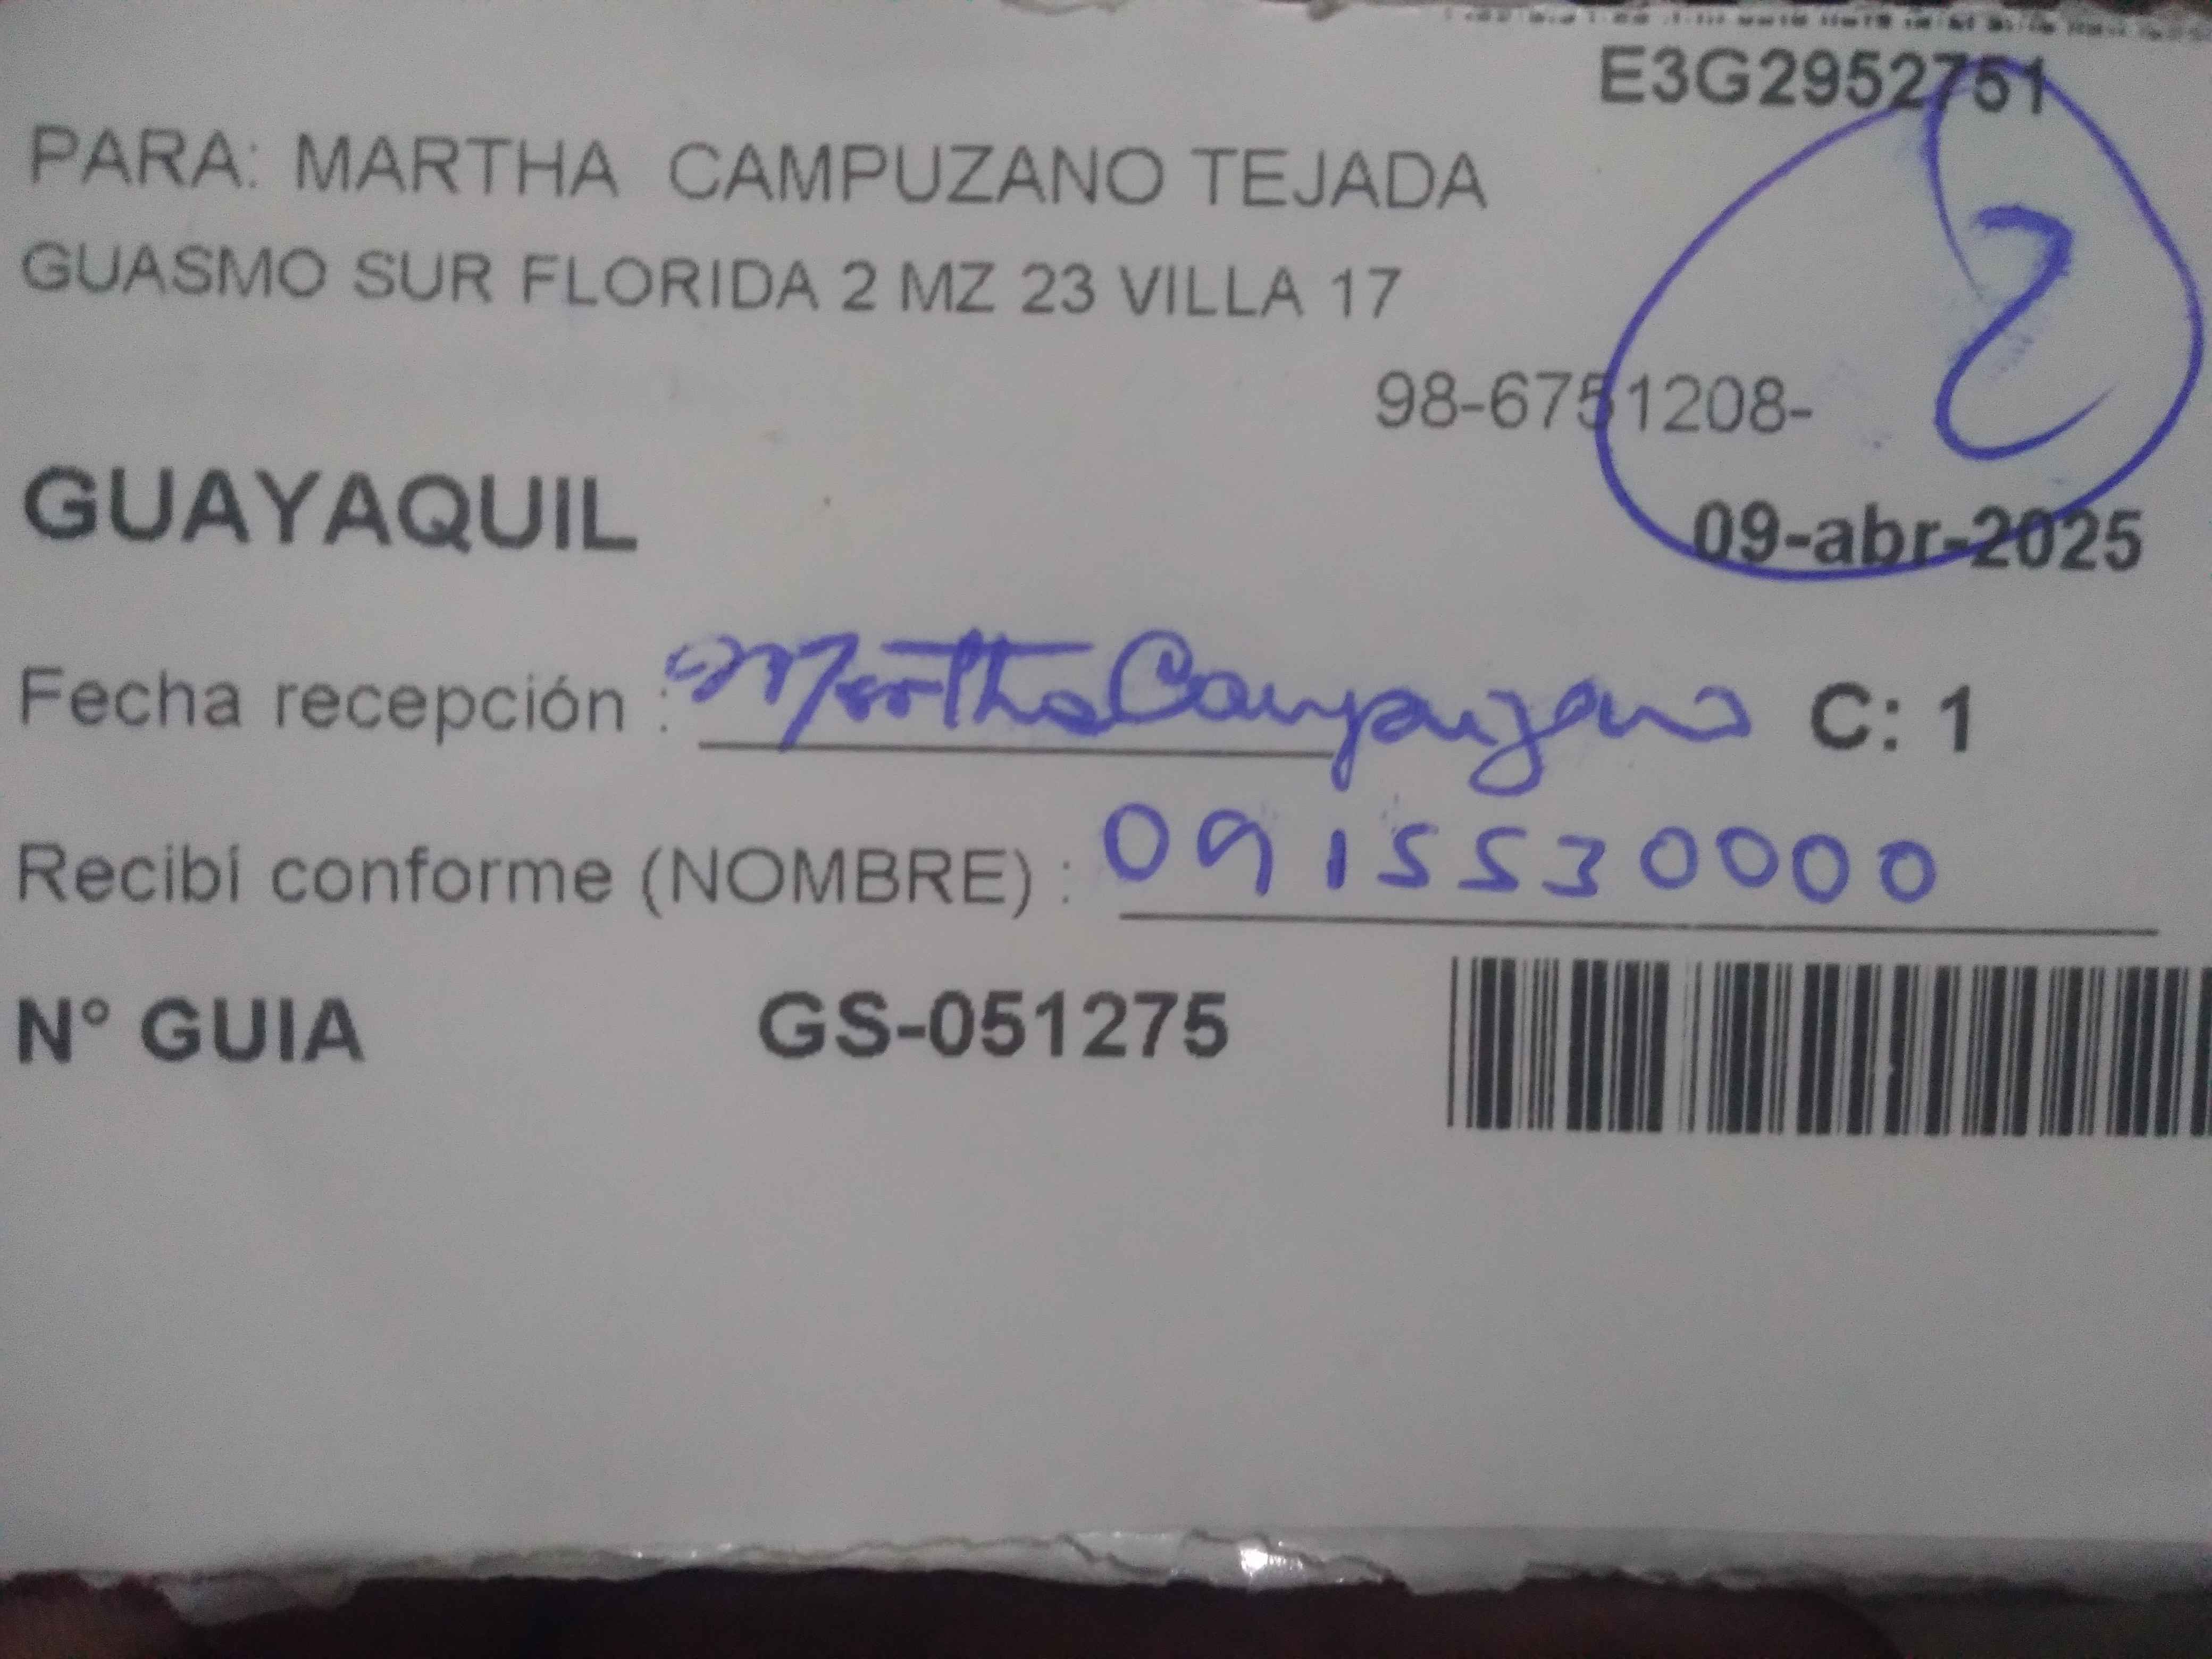 E3G2952751
PARA: MARTHA CAMPUZANO TEJADA
GUASMO SUR FLORIDA 2 MZ 23 VILLA 17
2
98-6751208-
GUAYAQUIL
09-abr-2025
Fecha recepción : Martha Campuzano C: 1
Recibí conforme (NOMBRE) : 0915530000
N° GUIA GS-051275